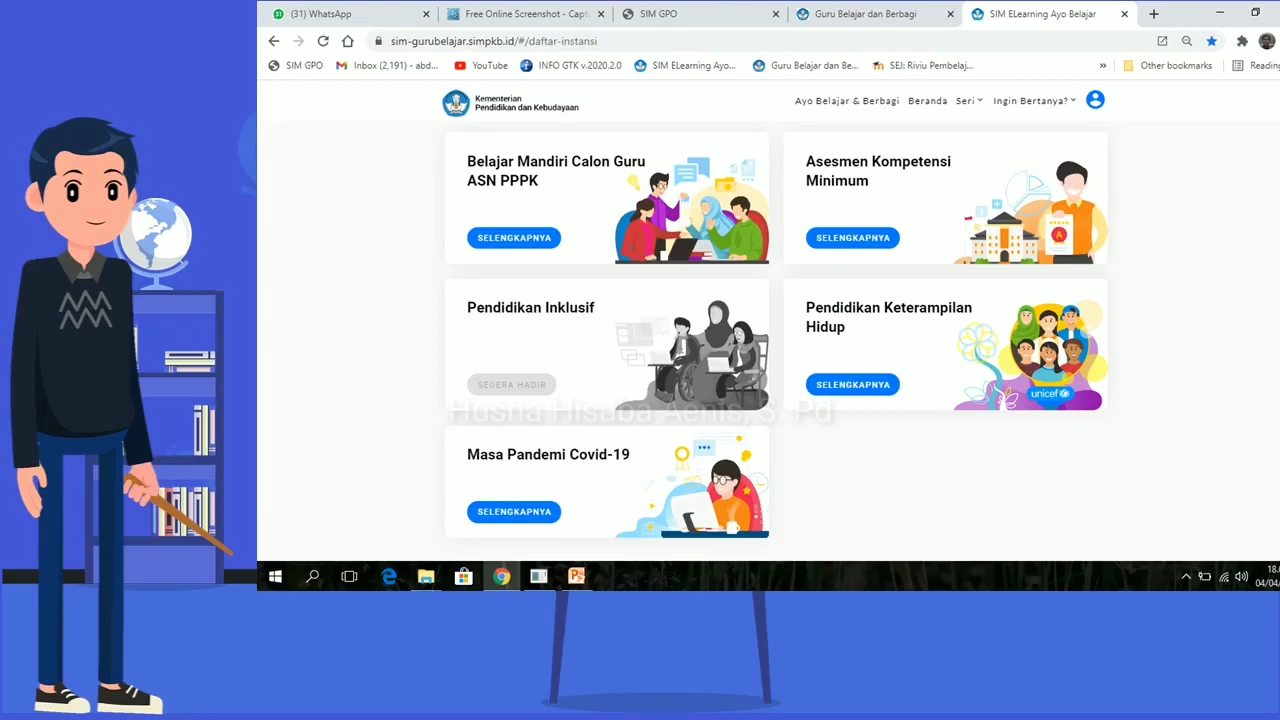 (31) WhatsApp
Free Online Screenshot - Captu
SIM GPO
Guru Belajar dan Berbagi
SIM ELearning Ayo Belajar
sim-gurubelajar.simpkb.id/#/daftar-instansi
SIM GPO
Inbox (2,191) - abd...
YouTube
INFO GTK v.2020.2.0
SIM ELearning Ayo...
Guru Belajar dan Be...
SEJ: Riviu Pembelaj...
»
Other bookmarks
Reading
Kementerian
Pendidikan dan Kebudayaan
Ayo Belajar & Berbagi
Beranda
Seri
Ingin Bertanya?
Belajar Mandiri Calon Guru
ASN PPPK
SELENGKAPNYA
Asesmen Kompetensi
Minimum
A
SELENGKAPNYA
Pendidikan Inklusif
SEGERA HADIR
Pendidikan Keterampilan
Hidup
SELENGKAPNYA
unicef
Husna Hisaba Aenis, S. Pd
Masa Pandemi Covid-19
SELENGKAPNYA
04/04/